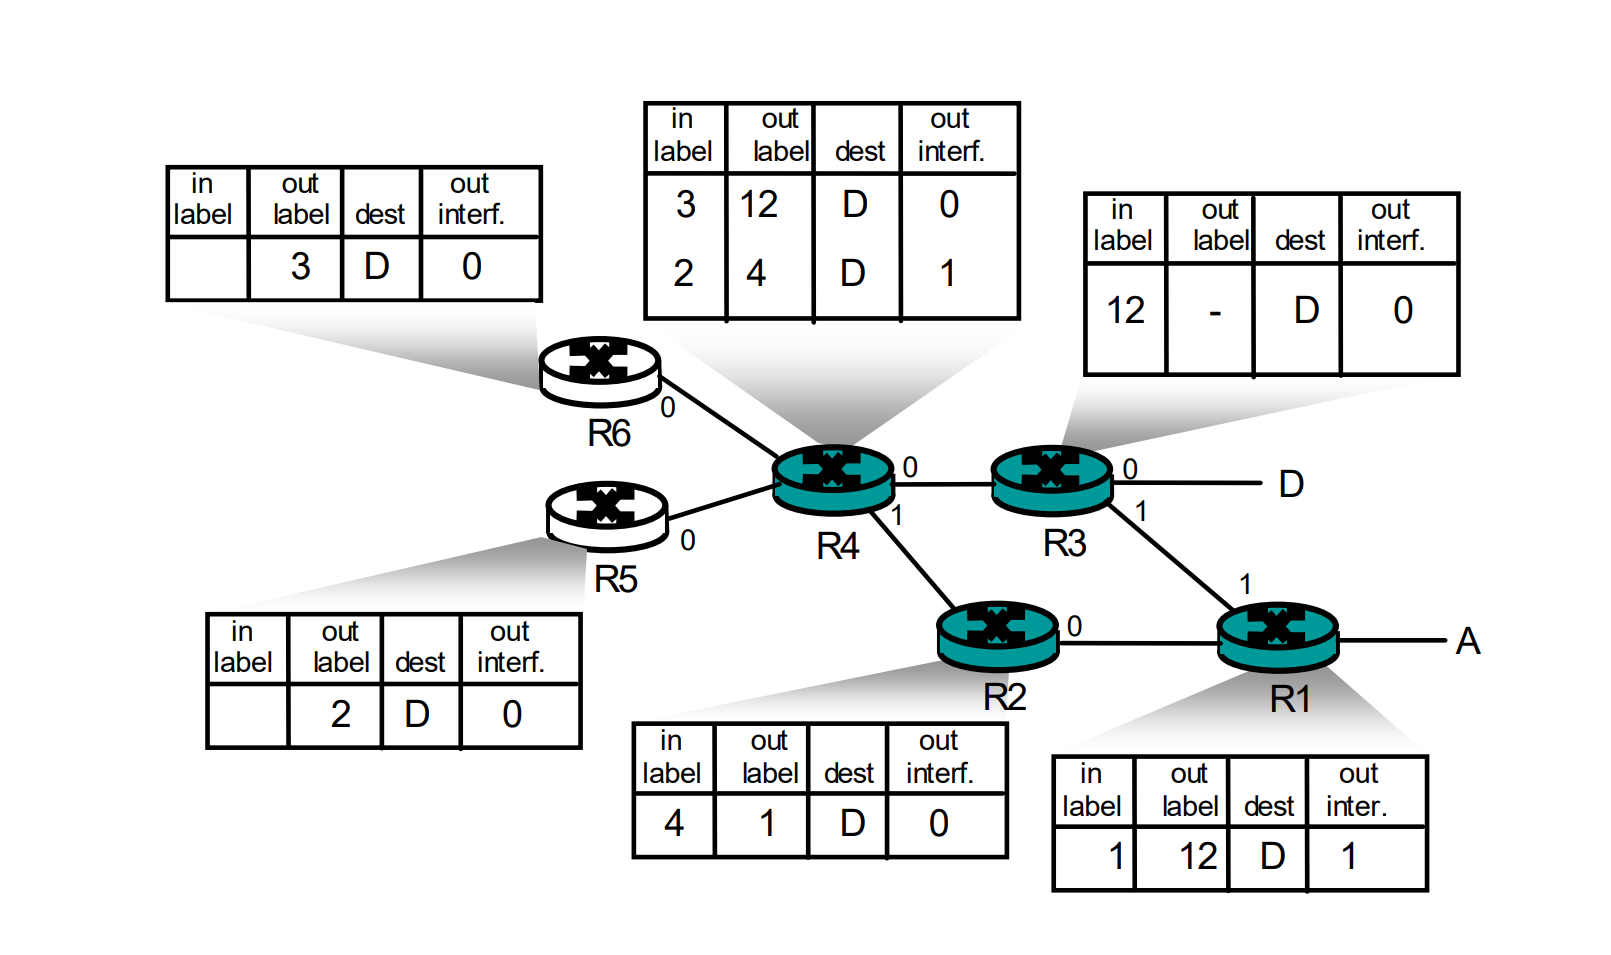 in out out
label label dest interf.
3 12 D 0
2 4 D 1
in out out
label label dest interf.
3 D 0
in out out
label label dest interf.
12 - D 0
0
R6
0
1
R4
0
1
R3
D
0
R5
in out out
label label dest interf.
2 D 0
0
R2
1
R1
A
in out out
label label dest interf.
4 1 D 0
in out out
label label dest inter.
1 12 D 1